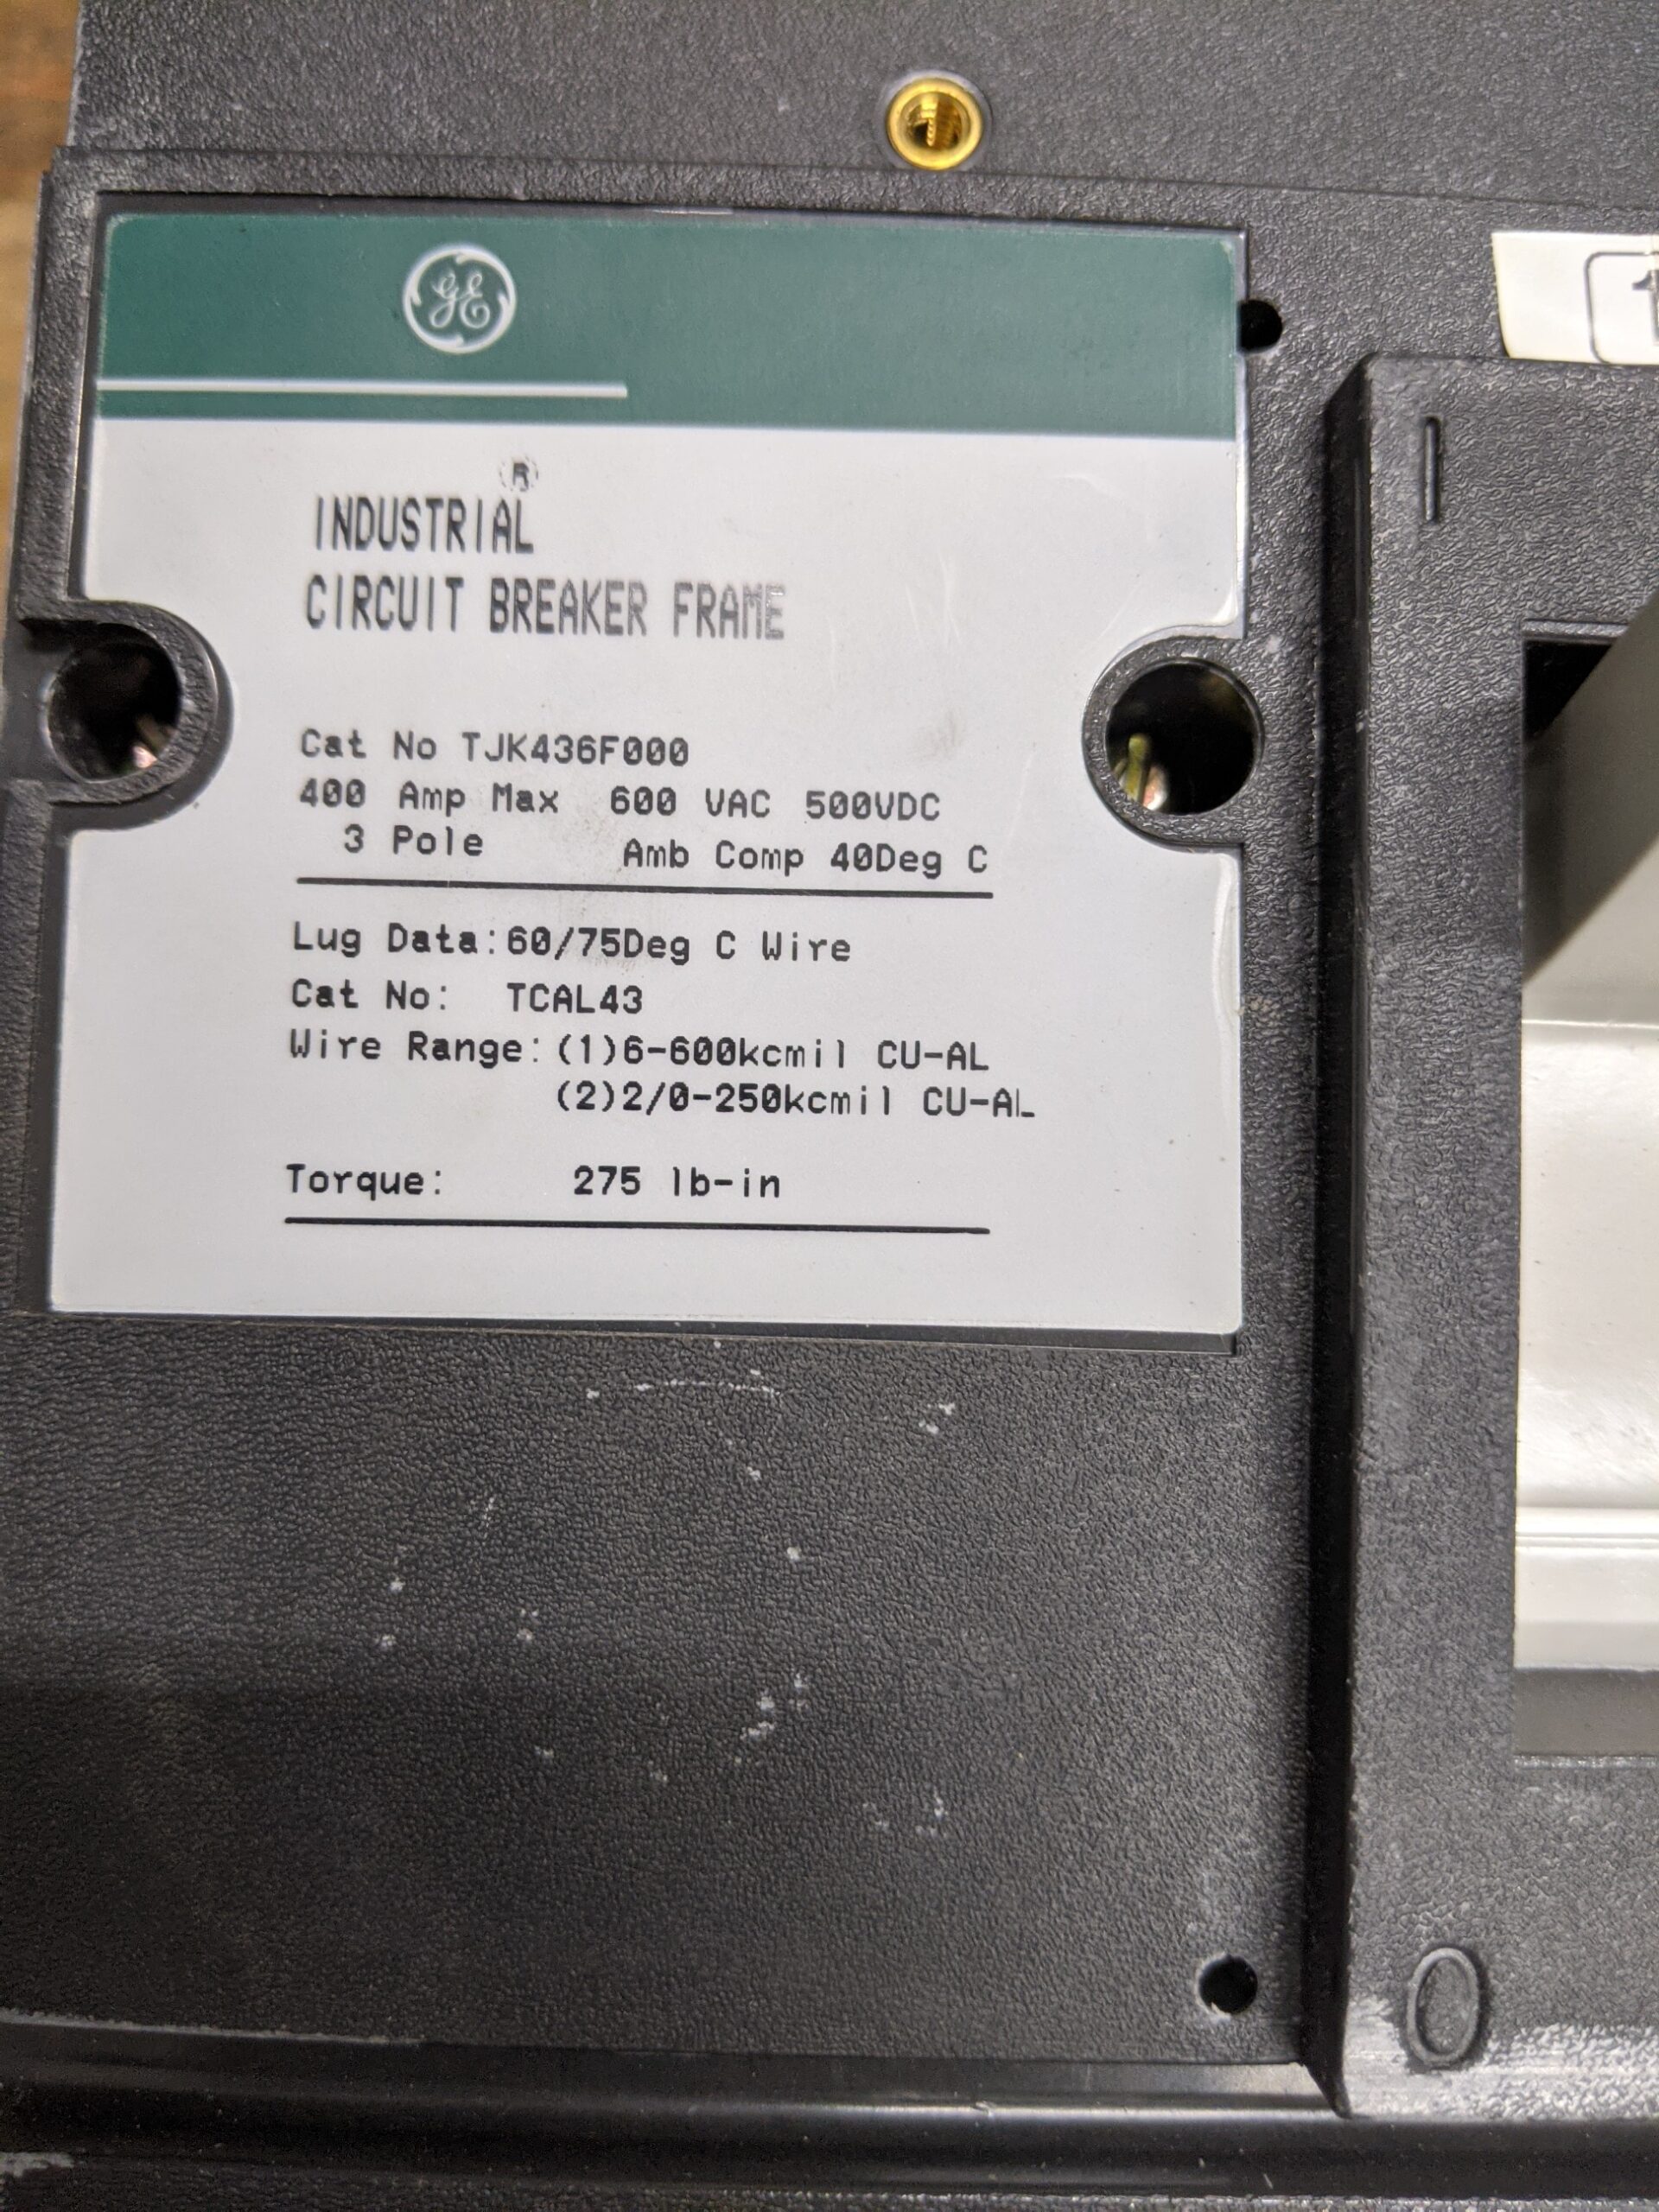 GE
1
®
INDUSTRIAL
CIRCUIT BREAKER FRAME
Cat No TJK436F000
400 Amp Max 600 VAC 500VDC
3 Pole Amb Comp 40Deg C
Lug Data:60/75Deg C Wire
Cat No: TCAL43
Wire Range:(1)6-600kcmil CU-AL
(2)2/0-250kcmil CU-AL
Torque: 275 lb-in
I
O